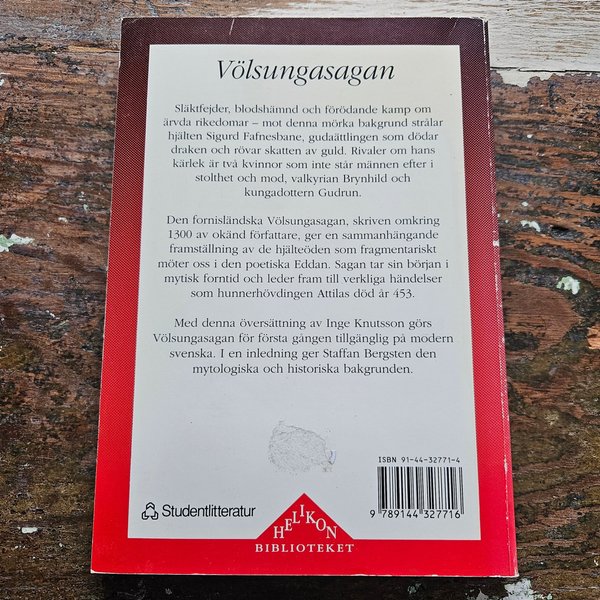 Völsungasagan
Släktfejder, blodshämnd och förödande kamp om
ärvda rikedomar – mot denna mörka bakgrund strålar
hjälten Sigurd Fafnesbane, gudaättlingen som dödar
draken och rövar skatten av guld. Rivaler om hans
kärlek är två kvinnor som inte står männen efter i
stolthet och mod, valkyrian Brynhild och
kungadottern Gudrun.
Den fornisländska Völsungasagan, skriven omkring
1300 av okänd författare, ger en sammanhängande
framställning av de hjälteöden som fragmentariskt
möter oss i den poetiska Eddan. Sagan tar sin början i
mytisk forntid och leder fram till verkliga händelser
som hunnerhövdingen Attilas död år 453.
Med denna översättning av Inge Knutsson görs
Völsungasagan för första gången tillgänglig på modern
svenska. I en inledning ger Staffan Bergsten den
mytologiska och historiska bakgrunden.
ISBN 91-44-32771-4
9 789144 327716
Studentlitteratur
HELIKON
BIBLIOTEKET